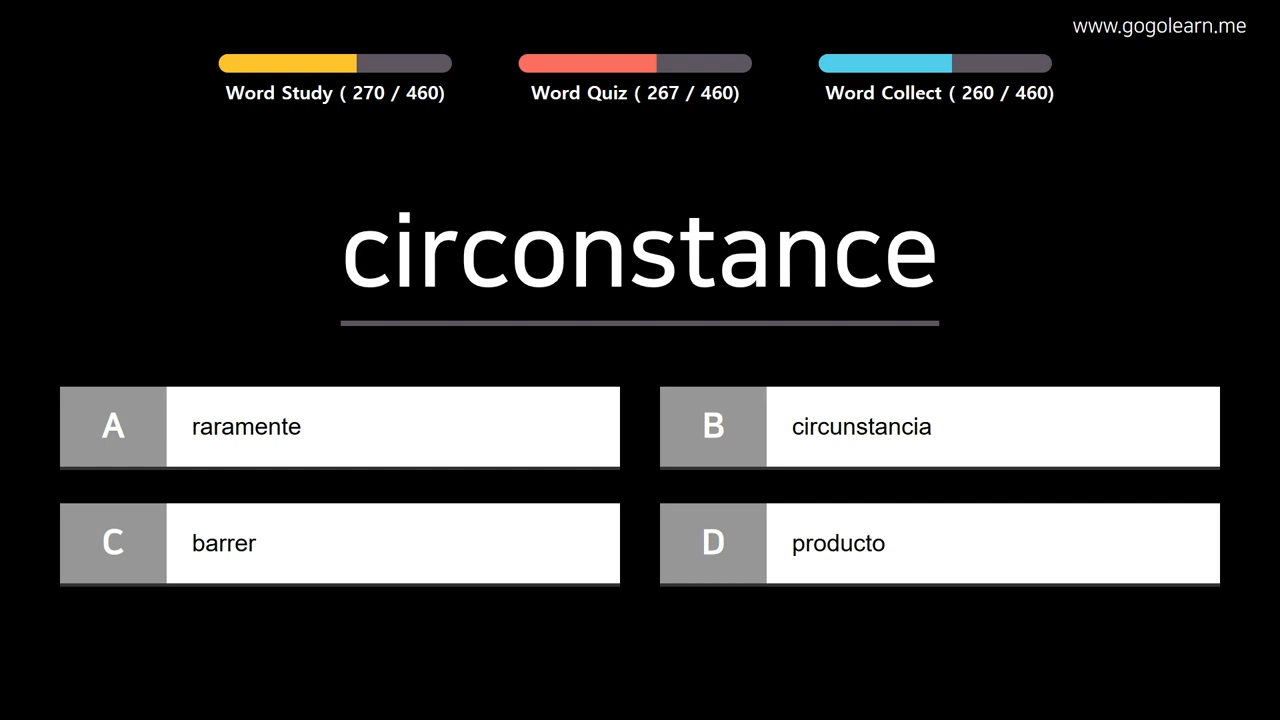 www.gogolearn.me
Word Study ( 270 / 460)
Word Quiz ( 267 / 460)
Word Collect ( 260 / 460)
circonstance
A raramente
B circunstancia
C barrer
D producto